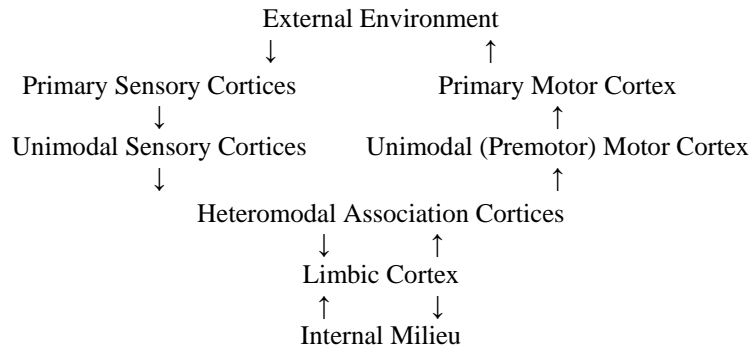 External Environment
↓ ↑
Primary Sensory Cortices Primary Motor Cortex
↓ ↑
Unimodal Sensory Cortices Unimodal (Premotor) Motor Cortex
↓ ↑
Heteromodal Association Cortices
↓ ↑
Limbic Cortex
↑ ↓
Internal Milieu